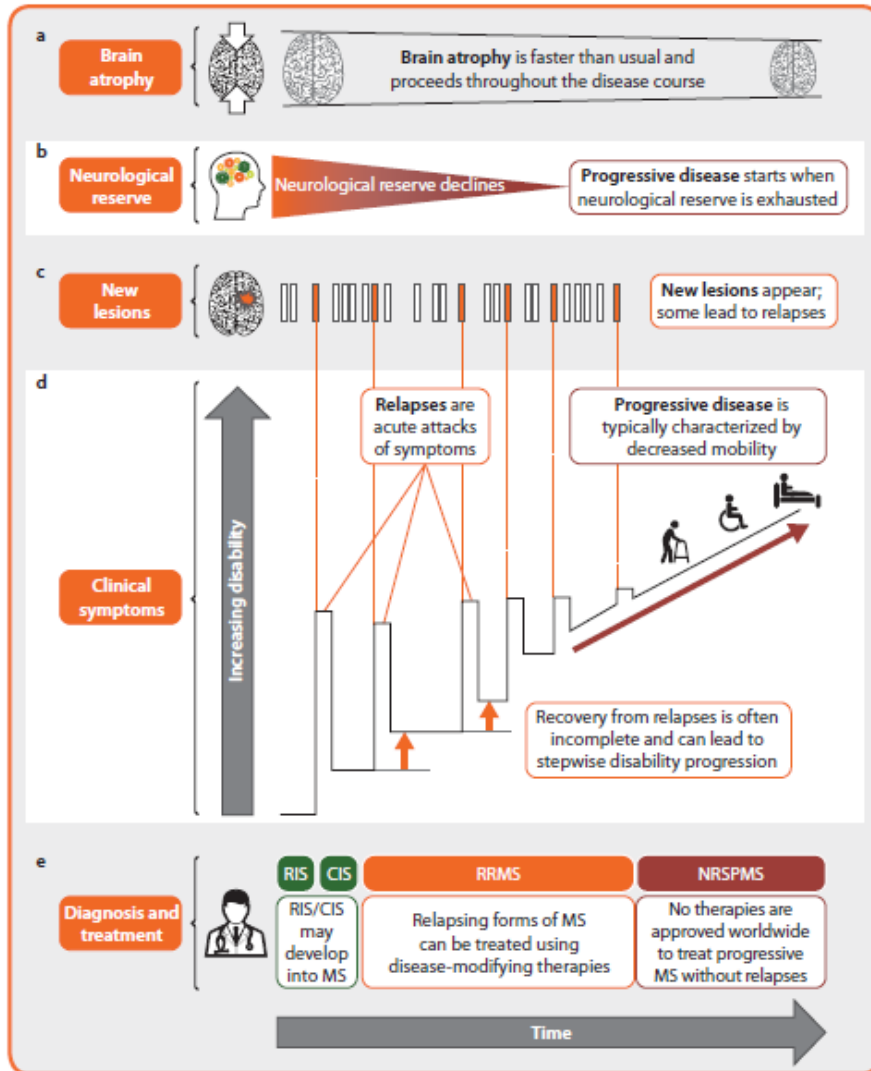 a
Brain
atrophy
Brain atrophy is faster than usual and
proceeds throughout the disease course
b
Neurological
reserve
Neurological reserve declines
Progressive disease starts when
neurological reserve is exhausted
c
New
lesions
New lesions appear;
some lead to relapses
d
Clinical
symptoms
Increasing disability
Relapses are
acute attacks
of symptoms
Progressive disease is
typically characterized by
decreased mobility
Recovery from relapses is often
incomplete and can lead to
stepwise disability progression
e
Diagnosis and
treatment
RIS
CIS
RIS/CIS
may
develop
into MS
RRMS
Relapsing forms of MS
can be treated using
disease-modifying therapies
NRSPMS
No therapies are
approved worldwide
to treat progressive
MS without relapses
Time